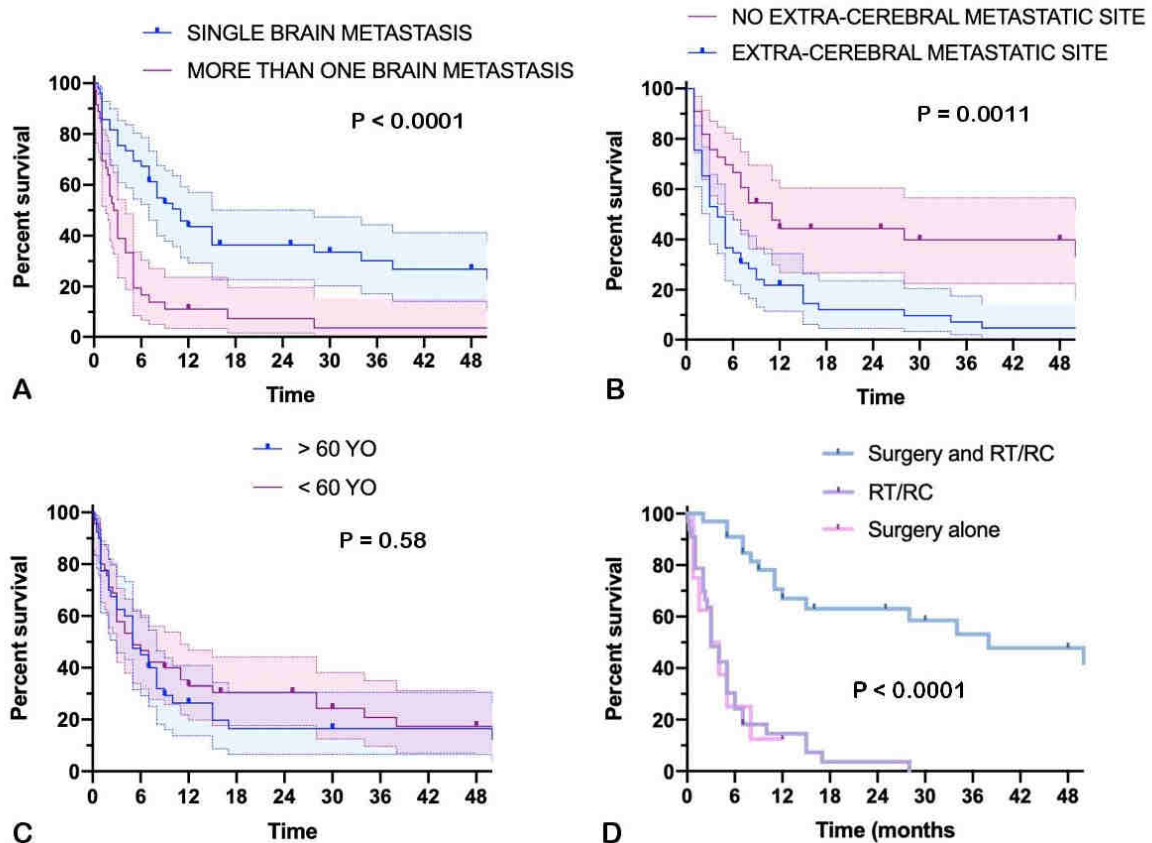 SINGLE BRAIN METASTASIS
MORE THAN ONE BRAIN METASTASIS
P < 0.0001
Percent survival
100
80
60
40
20
0
0 6 12 18 24 30 36 42 48
Time
A
NO EXTRA-CEREBRAL METASTATIC SITE
EXTRA-CEREBRAL METASTATIC SITE
P = 0.0011
Percent survival
100
80
60
40
20
0
0 6 12 18 24 30 36 42 48
Time
B
> 60 YO
< 60 YO
P = 0.58
Percent survival
100
80
60
40
20
0
0 6 12 18 24 30 36 42 48
Time
C
Surgery and RT/RC
RT/RC
Surgery alone
P < 0.0001
Percent survival
100
80
60
40
20
0
0 6 12 18 24 30 36 42 48
Time (months
D